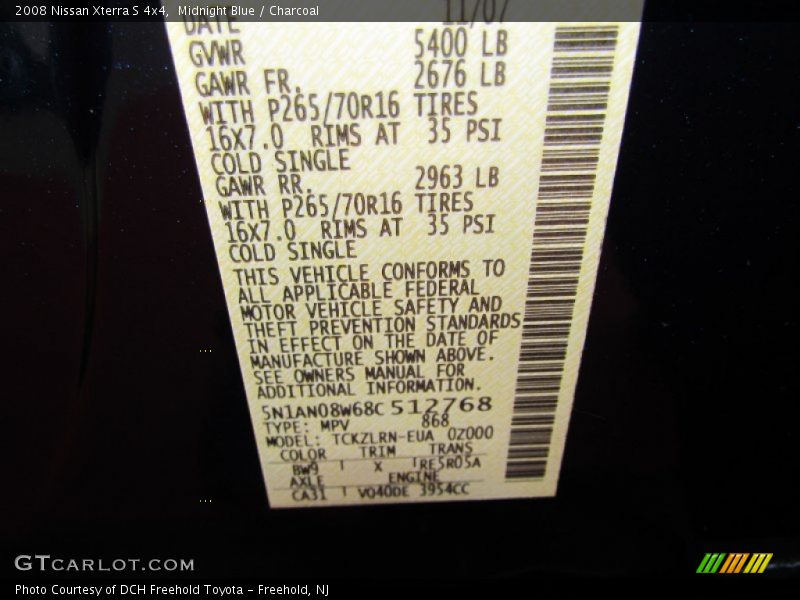 2008 Nissan Xterra S 4x4, Midnight Blue / Charcoal
DATE 11/07
GVWR 5400 LB
GAWR FR. 2676 LB
WITH P265/70R16 TIRES
16X7.0 RIMS AT 35 PSI
COLD SINGLE
GAWR RR. 2963 LB
WITH P265/70R16 TIRES
16X7.0 RIMS AT 35 PSI
COLD SINGLE
THIS VEHICLE CONFORMS TO
ALL APPLICABLE FEDERAL
MOTOR VEHICLE SAFETY AND
THEFT PREVENTION STANDARDS
IN EFFECT ON THE DATE OF
MANUFACTURE SHOWN ABOVE.
SEE OWNERS MANUAL FOR
ADDITIONAL INFORMATION.
5N1AN08W68C512768
TYPE: MPV 868
MODEL: TCKZLRN-EUA 0Z000
COLOR TRIM TRANS
BW9 X RE5R05A
AXLE ENGINE
CA31 VQ40DE 3954CC
GTCARLOT.COM
Photo Courtesy of DCH Freehold Toyota - Freehold, NJ